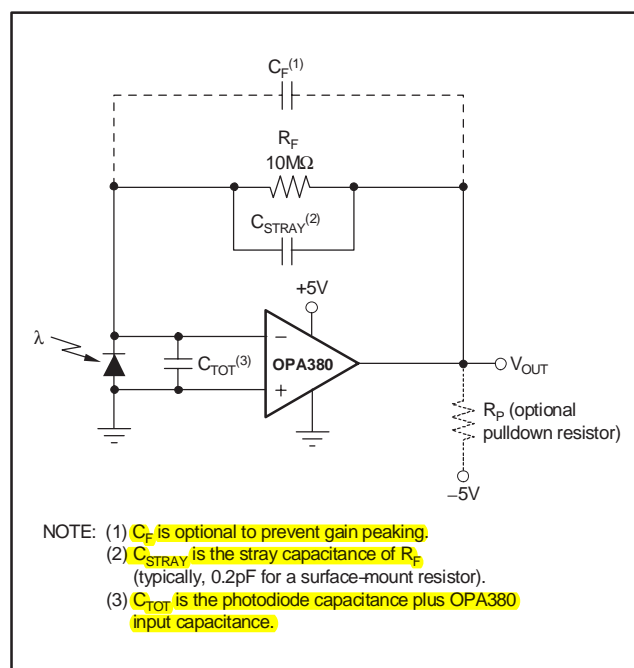 C_F(1)
R_F
10MΩ
C_STRAY(2)
+5V
λ
C_TOT(3)
−
OPA380
+
V_OUT
R_P (optional
pulldown resistor)
−5V
NOTE: (1) C_F is optional to prevent gain peaking.
(2) C_STRAY is the stray capacitance of R_F
(typically, 0.2pF for a surface−mount resistor).
(3) C_TOT is the photodiode capacitance plus OPA380
input capacitance.